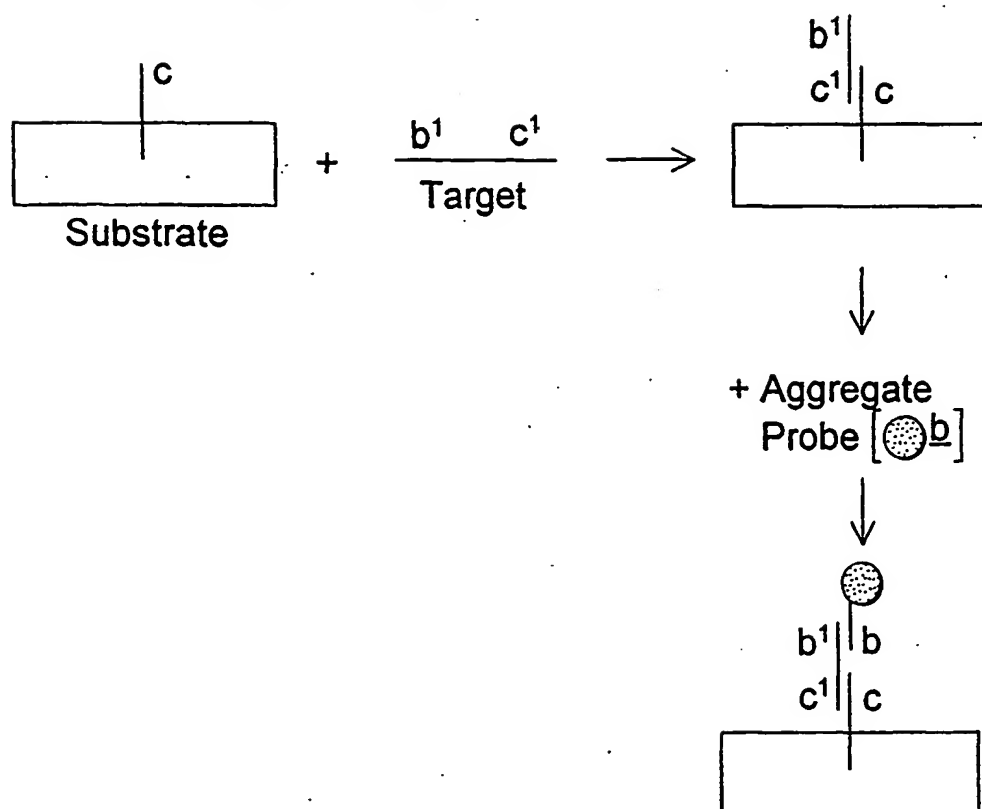 c
Substrate
+
b¹ c¹
Target
b¹
c¹ c
+ Aggregate
Probe [ b]
b¹ b
c¹ c